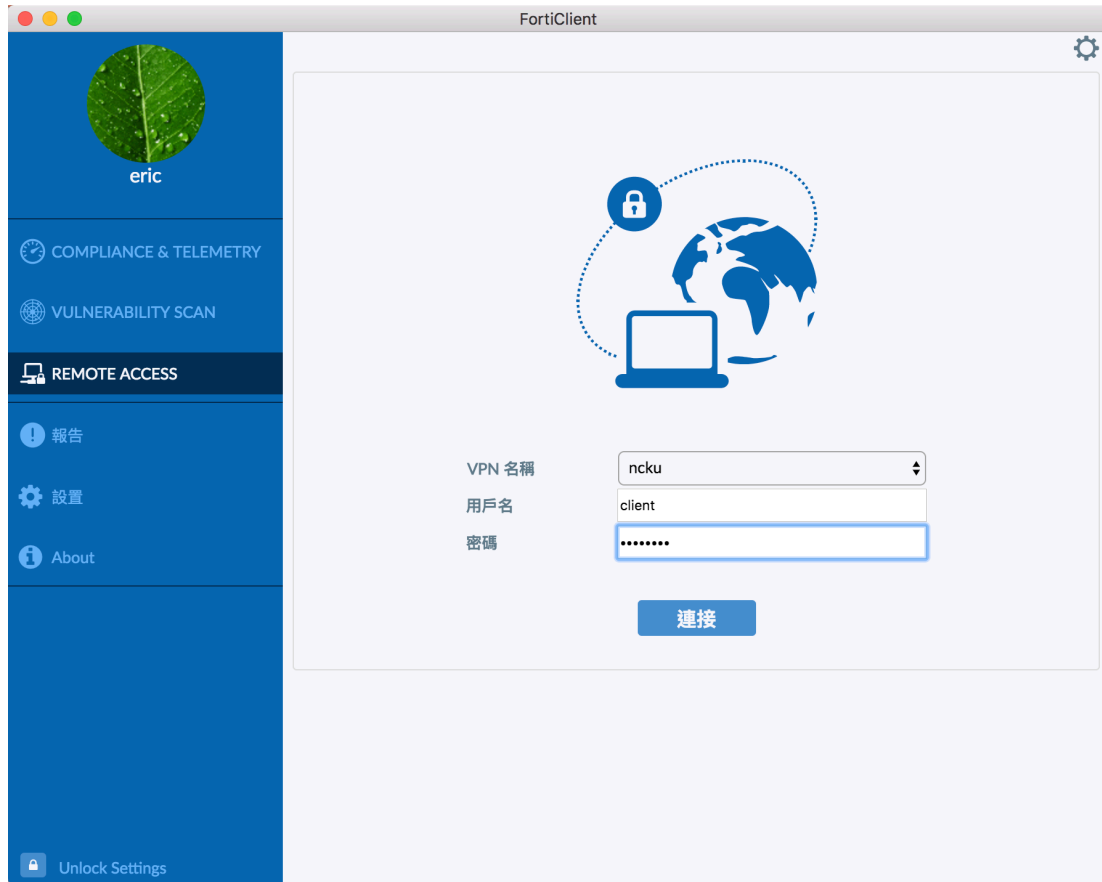 FortiClient
eric
COMPLIANCE & TELEMETRY
VULNERABILITY SCAN
REMOTE ACCESS
報告
設置
About
Unlock Settings
VPN 名稱 ncku
用戶名 client
密碼 ••••••••
連接